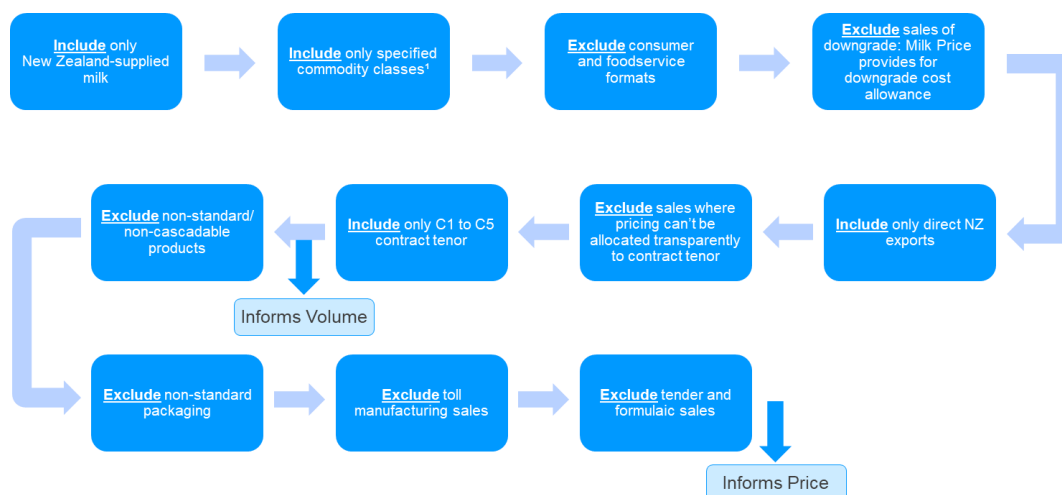 Include only
New Zealand-supplied
milk
Include only specified
commodity classes¹
Exclude consumer
and foodservice
formats
Exclude sales of
downgrade: Milk Price
provides for
downgrade cost
allowance
Include only direct NZ
exports
Exclude sales where
pricing can't be
allocated transparently
to contract tenor
Include only C1 to C5
contract tenor
Informs Volume
Exclude non-standard/
non-cascadable
products
Exclude non-standard
packaging
Exclude toll
manufacturing sales
Exclude tender and
formulaic sales
Informs Price